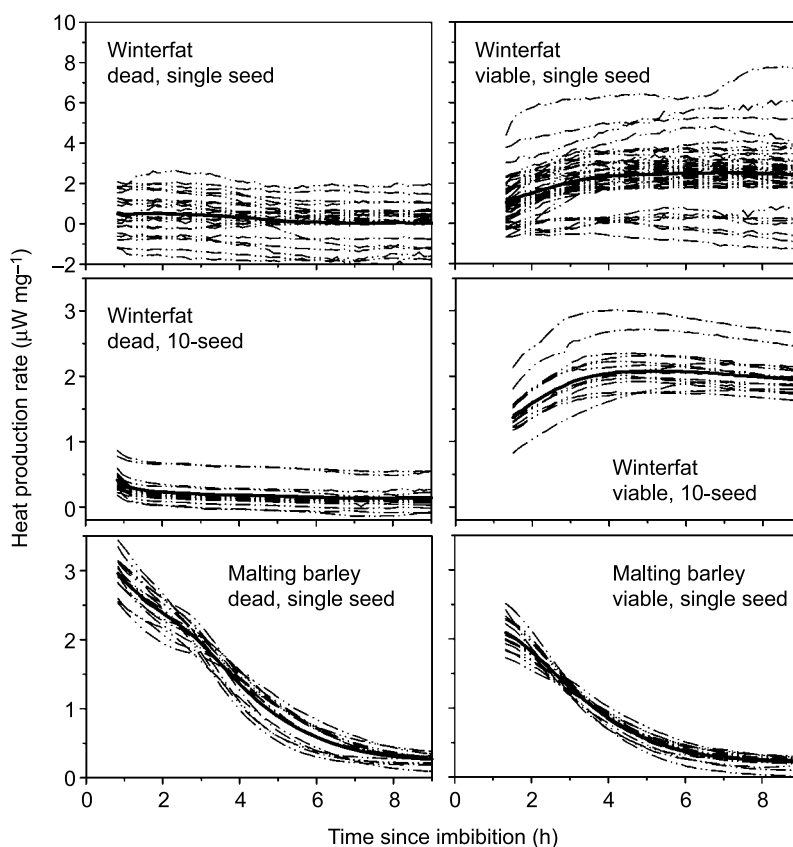 10
8
6
4
2
0
–2
Winterfat
dead, single seed
Winterfat
viable, single seed
3
2
1
0
Winterfat
dead, 10-seed
Winterfat
viable, 10-seed
3
2
1
0
Malting barley
dead, single seed
Malting barley
viable, single seed
0 2 4 6 8
0 2 4 6 8
Heat production rate (μW mg–1)
Time since imbibition (h)